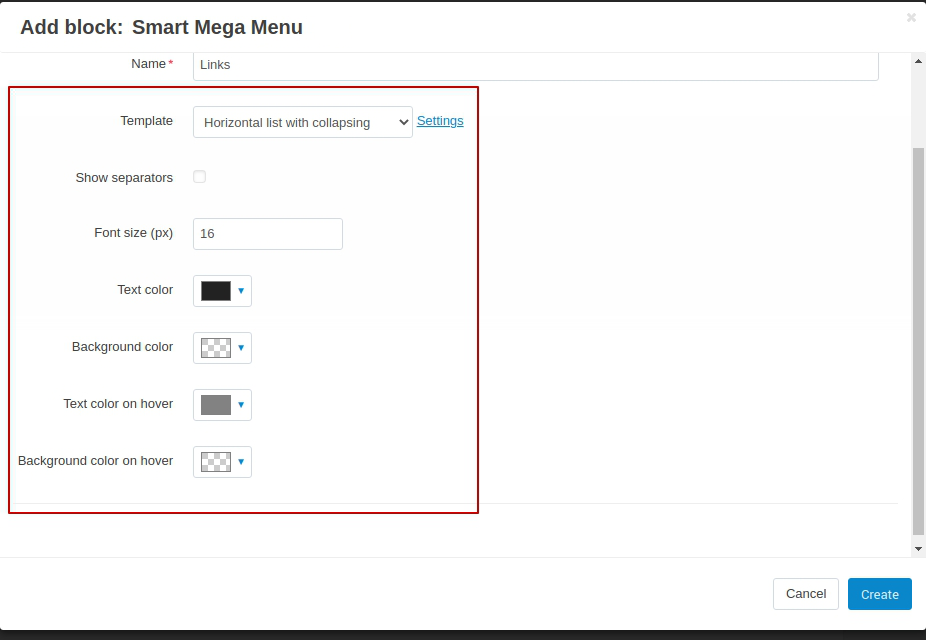 Add block: Smart Mega Menu
Name* Links
Template Horizontal list with collapsing Settings
Show separators
Font size (px) 16
Text color
Background color
Text color on hover
Background color on hover
Cancel Create